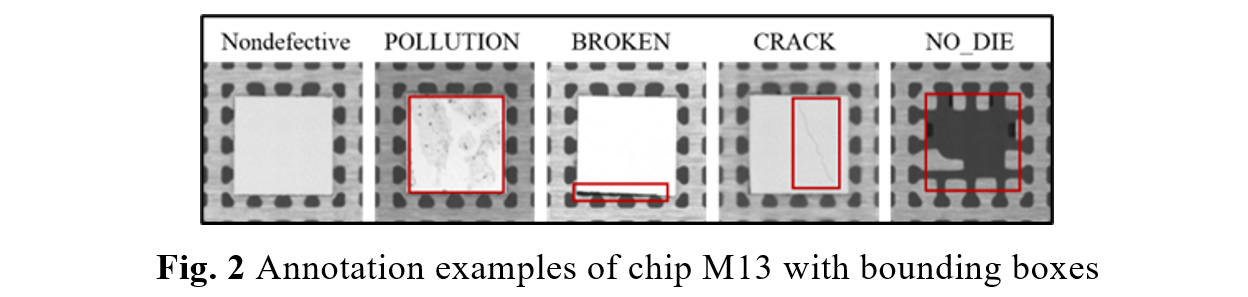 Nondefective POLLUTION BROKEN CRACK NO_DIE
Fig. 2 Annotation examples of chip M13 with bounding boxes